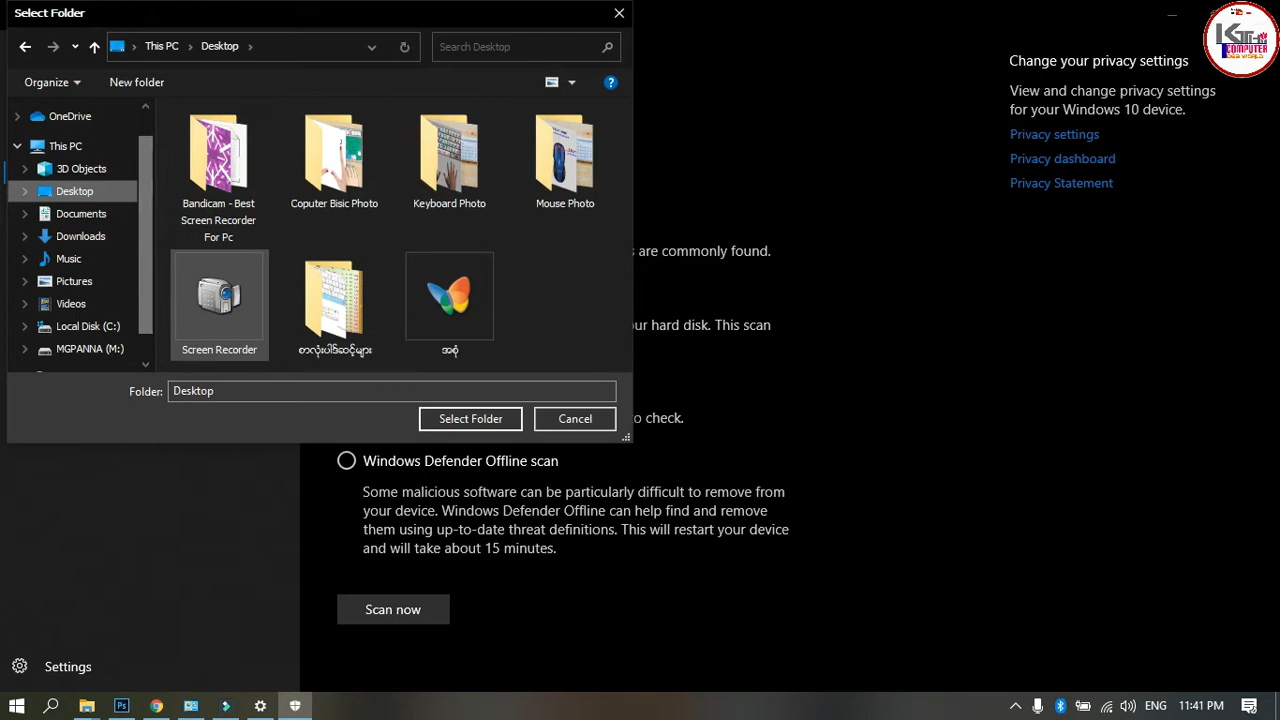 Select Folder
This PC
Desktop
Search Desktop
Organize
New folder
OneDrive
This PC
3D Objects
Desktop
Documents
Downloads
Music
Pictures
Videos
Local Disk (C:)
MGPANNA (M:)
Bandicam - Best
Screen Recorder
For Pc
Coputer Bisic Photo
Keyboard Photo
Mouse Photo
Screen Recorder
စာလုံးပါဒ်ဆင့်များ
အစုံ
Folder:
Desktop
Select Folder
Cancel
are commonly found.
ur hard disk. This scan
o check.
Windows Defender Offline scan
Some malicious software can be particularly difficult to remove from
your device. Windows Defender Offline can help find and remove
them using up-to-date threat definitions. This will restart your device
and will take about 15 minutes.
Scan now
Change your privacy settings
View and change privacy settings
for your Windows 10 device.
Privacy settings
Privacy dashboard
Privacy Statement
COMPUTER
Settings
Ps
ENG
11:41 PM